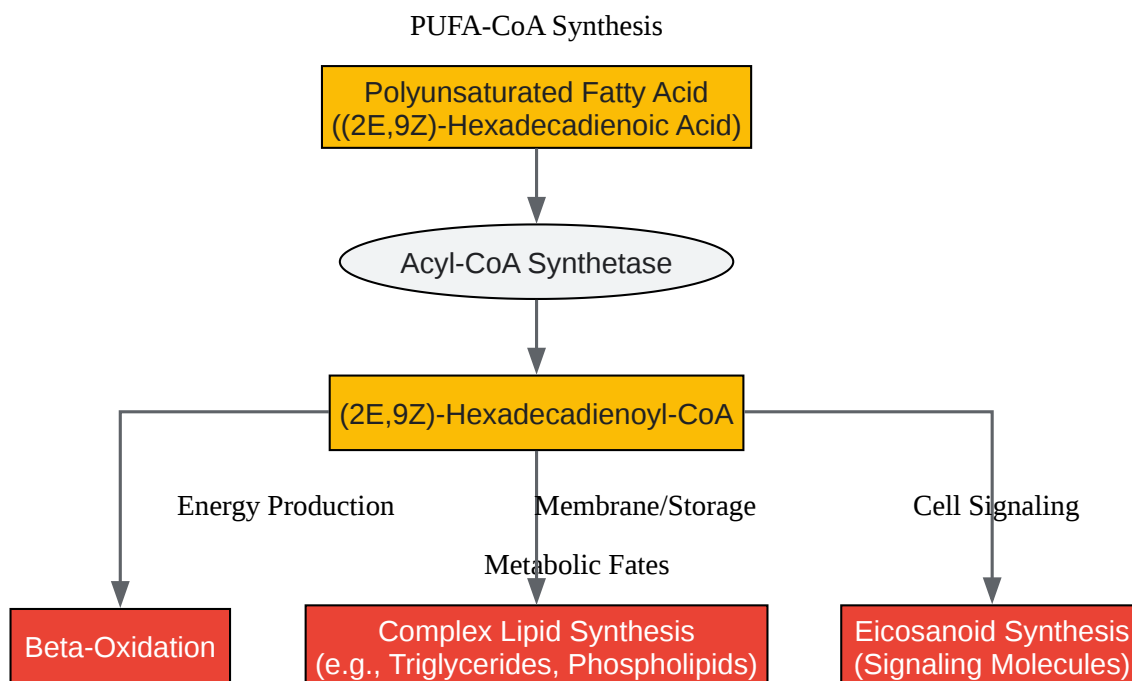 PUFA-CoA Synthesis
Polyunsaturated Fatty Acid
((2E,9Z)-Hexadecadienoic Acid)
Acyl-CoA Synthetase
(2E,9Z)-Hexadecadienoyl-CoA
Energy Production
Membrane/Storage
Cell Signaling
Metabolic Fates
Beta-Oxidation
Complex Lipid Synthesis
(e.g., Triglycerides, Phospholipids)
Eicosanoid Synthesis
(Signaling Molecules)